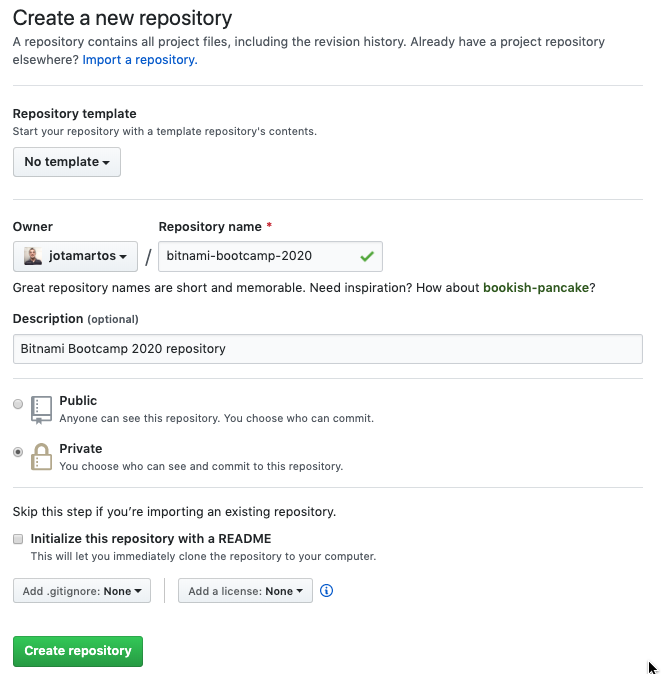 Create a new repository
A repository contains all project files, including the revision history. Already have a project repository
elsewhere? Import a repository.
Repository template
Start your repository with a template repository's contents.
No template
Owner
Repository name *
jotamartos
/
bitnami-bootcamp-2020
Great repository names are short and memorable. Need inspiration? How about bookish-pancake?
Description (optional)
Bitnami Bootcamp 2020 repository
Public
Anyone can see this repository. You choose who can commit.
Private
You choose who can see and commit to this repository.
Skip this step if you’re importing an existing repository.
Initialize this repository with a README
This will let you immediately clone the repository to your computer.
Add .gitignore: None
Add a license: None
Create repository